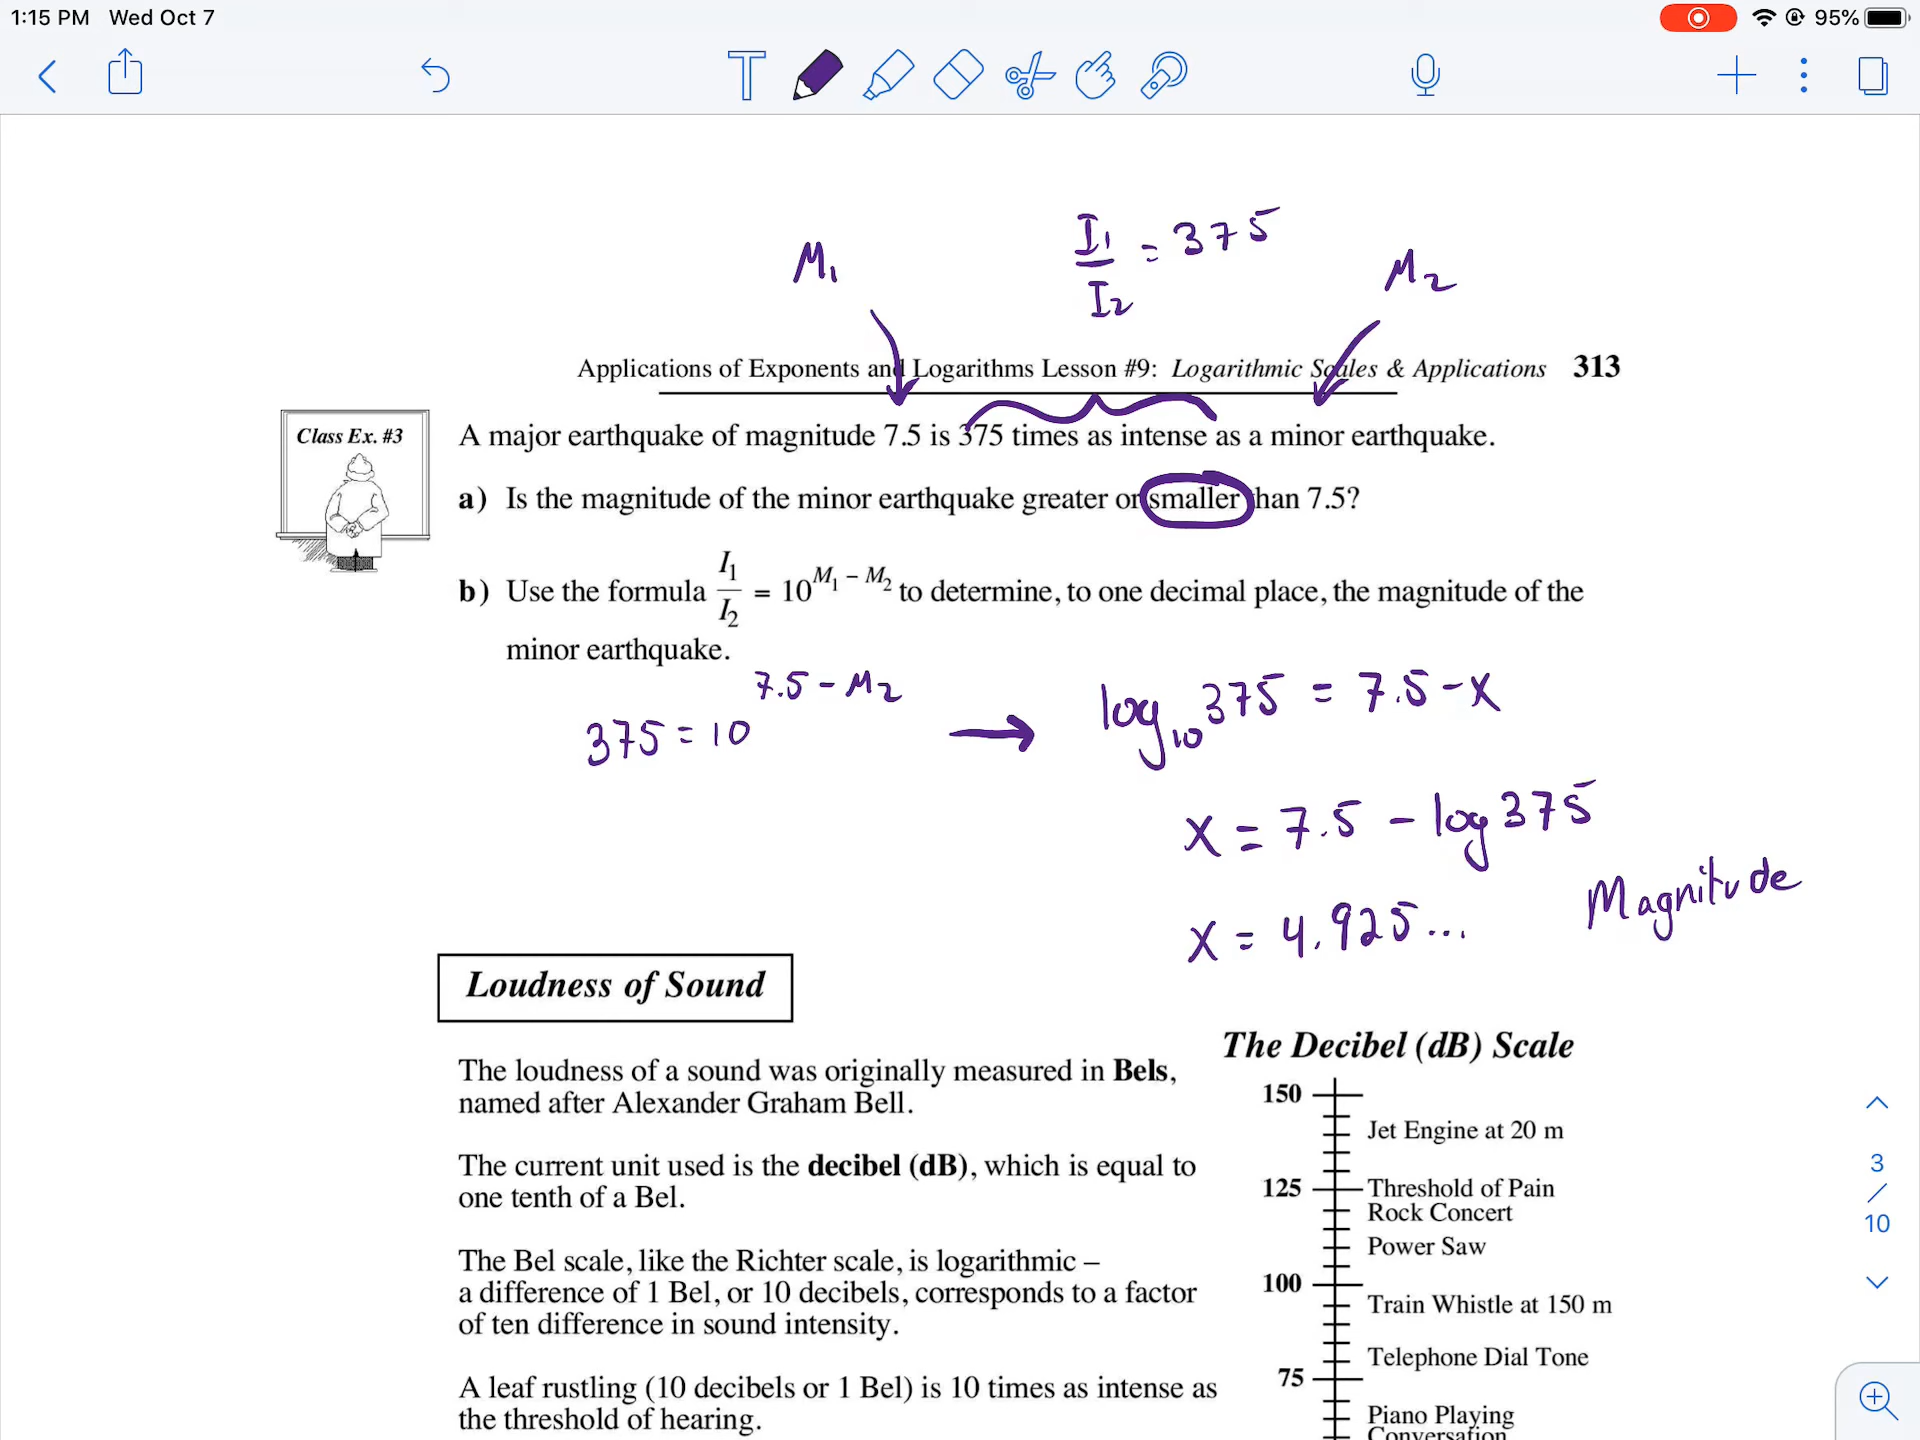 1:15 PM Wed Oct 7
95%
T
M₁
I₁/I₂ = 375
M₂
Applications of Exponents and Logarithms Lesson #9: Logarithmic Scales & Applications 313
Class Ex. #3
A major earthquake of magnitude 7.5 is 375 times as intense as a minor earthquake.
a) Is the magnitude of the minor earthquake greater or smaller than 7.5?
b) Use the formula I₁/I₂ = 10^(M₁ − M₂) to determine, to one decimal place, the magnitude of the
minor earthquake.
375 = 10^(7.5 − M₂) → log₁₀ 375 = 7.5 − x
x = 7.5 − log 375
x = 4.925...
Magnitude
Loudness of Sound
The loudness of a sound was originally measured in Bels,
named after Alexander Graham Bell.
The current unit used is the decibel (dB), which is equal to
one tenth of a Bel.
The Bel scale, like the Richter scale, is logarithmic –
a difference of 1 Bel, or 10 decibels, corresponds to a factor
of ten difference in sound intensity.
A leaf rustling (10 decibels or 1 Bel) is 10 times as intense as
the threshold of hearing.
The Decibel (dB) Scale
150
Jet Engine at 20 m
125
Threshold of Pain
Rock Concert
Power Saw
100
Train Whistle at 150 m
Telephone Dial Tone
75
Piano Playing
Conversation
3
/
10